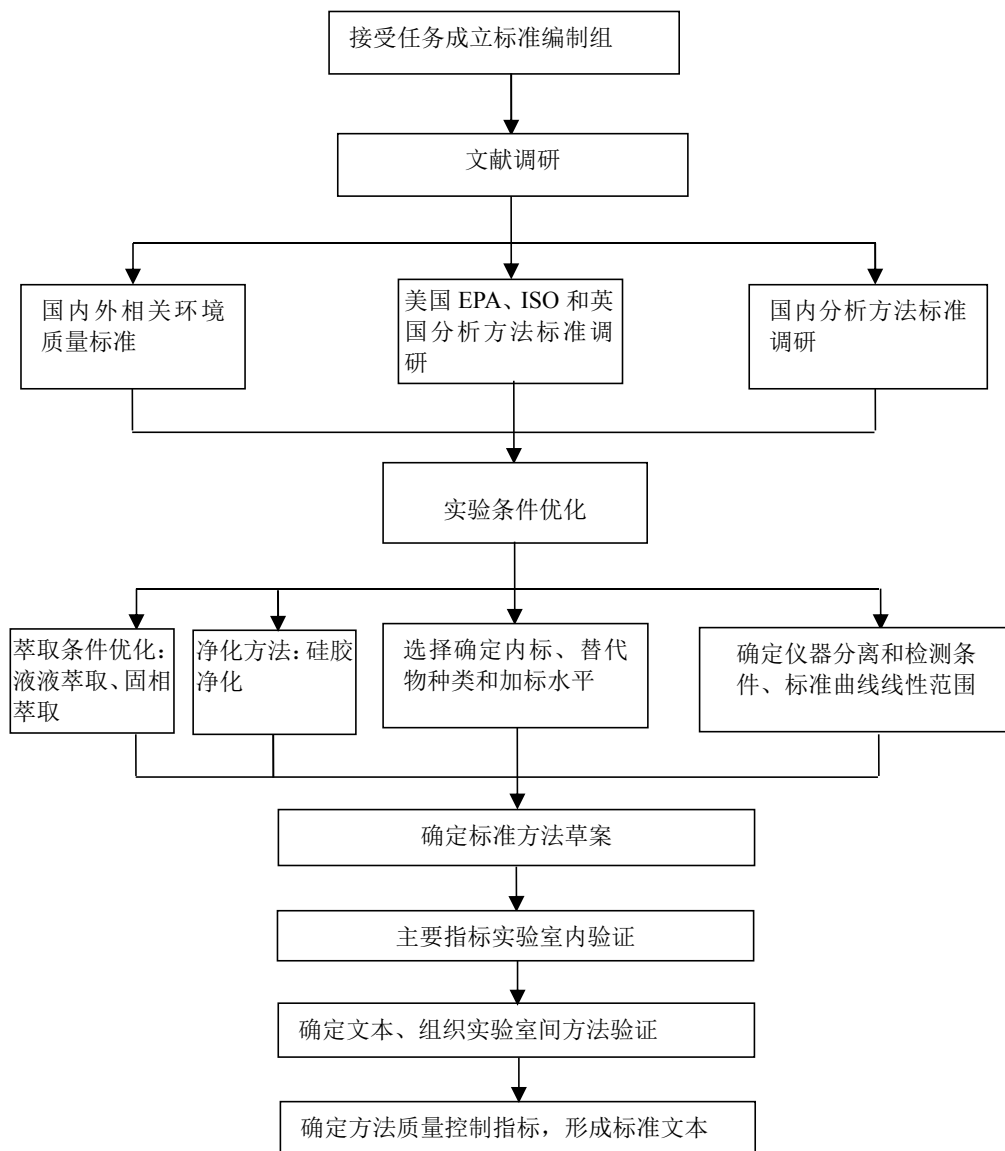 接受任务成立标准编制组
文献调研
国内外相关环境
质量标准
美国 EPA、ISO 和英
国分析方法标准调
研
国内分析方法标准
调研
实验条件优化
萃取条件优化：
液液萃取、固相
萃取
净化方法：硅胶
净化
选择确定内标、替代
物种类和加标水平
确定仪器分离和检测条
件、标准曲线线性范围
确定标准方法草案
主要指标实验室内验证
确定文本、组织实验室间方法验证
确定方法质量控制指标，形成标准文本